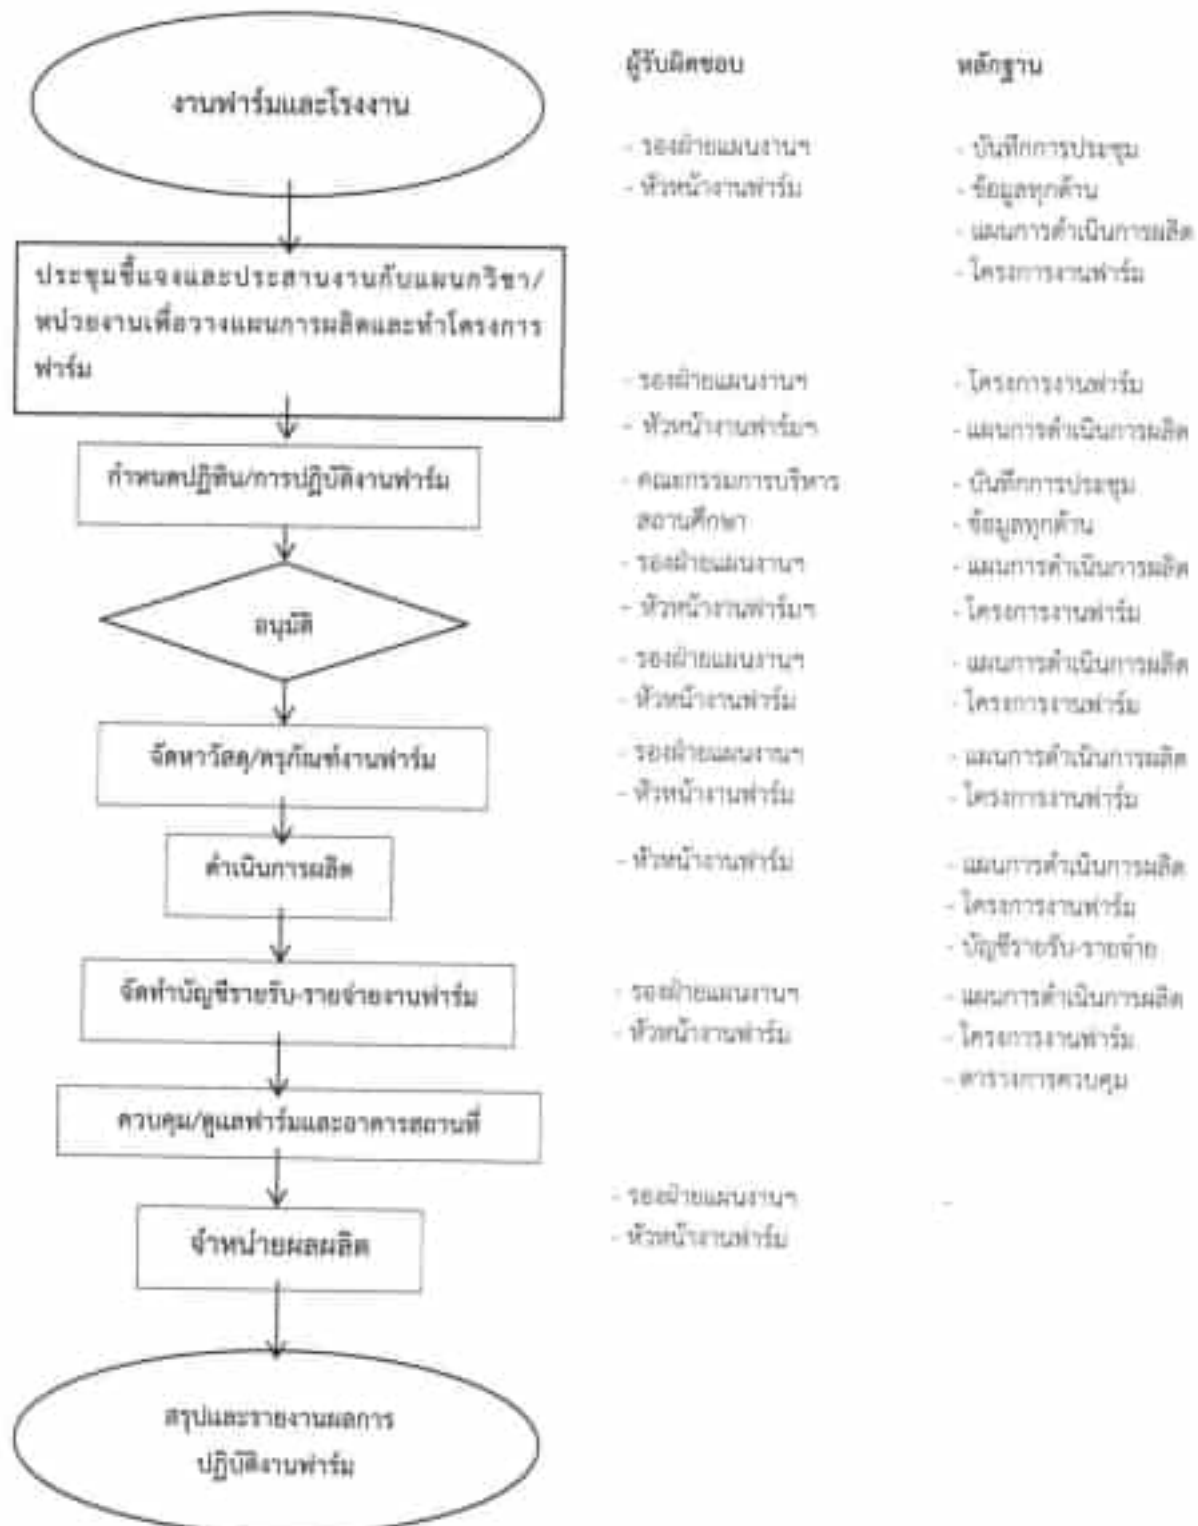 งานฟาร์มและโรงงาน
ประชุมชี้แจงและประสานงานกับแผนกวิชา/
หน่วยงานเพื่อวางแผนการผลิตและทำโครงการ
ฟาร์ม
กำหนดปฏิทิน/การปฏิบัติงานฟาร์ม
อนุมัติ
จัดหาวัสดุ/ครุภัณฑ์งานฟาร์ม
ดำเนินการผลิต
จัดทำบัญชีรายรับ-รายจ่ายงานฟาร์ม
ควบคุม/ดูแลฟาร์มและอาคารสถานที่
จำหน่ายผลผลิต
สรุปและรายงานผลการ
ปฏิบัติงานฟาร์ม
ผู้รับผิดชอบ
- รองฝ่ายแผนงานฯ
- หัวหน้างานฟาร์ม
- รองฝ่ายแผนงานฯ
- หัวหน้างานฟาร์มฯ
- คณะกรรมการบริหาร
สถานศึกษา
- รองฝ่ายแผนงานฯ
- หัวหน้างานฟาร์มฯ
- รองฝ่ายแผนงานฯ
- หัวหน้างานฟาร์ม
- รองฝ่ายแผนงานฯ
- หัวหน้างานฟาร์ม
- หัวหน้างานฟาร์ม
- รองฝ่ายแผนงานฯ
- หัวหน้างานฟาร์ม
- รองฝ่ายแผนงานฯ
- หัวหน้างานฟาร์ม
หลักฐาน
- บันทึกการประชุม
- ข้อมูลทุกด้าน
- แผนการดำเนินการผลิต
- โครงการงานฟาร์ม
- โครงการงานฟาร์ม
- แผนการดำเนินการผลิต
- บันทึกการประชุม
- ข้อมูลทุกด้าน
- แผนการดำเนินการผลิต
- โครงการงานฟาร์ม
- แผนการดำเนินการผลิต
- โครงการงานฟาร์ม
- แผนการดำเนินการผลิต
- โครงการงานฟาร์ม
- แผนการดำเนินการผลิต
- โครงการงานฟาร์ม
- บัญชีรายรับ-รายจ่าย
- แผนการดำเนินการผลิต
- โครงการงานฟาร์ม
- ตารางการควบคุม
-